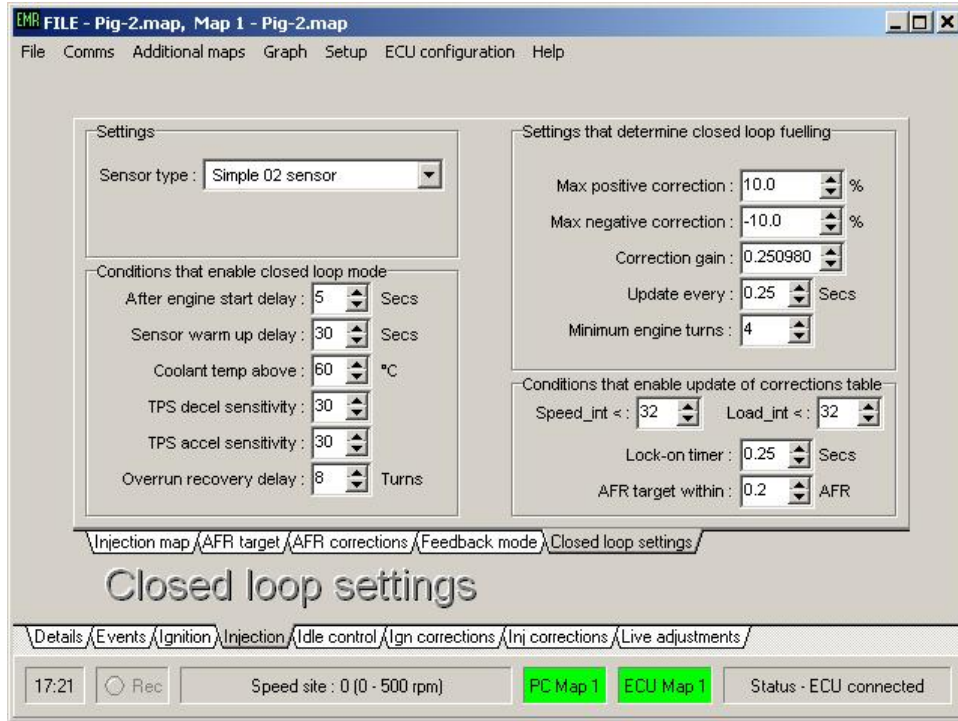 EMR FILE - Pig-2.map, Map 1 - Pig-2.map
File Comms Additional maps Graph Setup ECU configuration Help
Settings
Sensor type : Simple 02 sensor
Conditions that enable closed loop mode
After engine start delay : 5 Secs
Sensor warm up delay : 30 Secs
Coolant temp above : 60 °C
TPS decel sensitivity : 30
TPS accel sensitivity : 30
Overrun recovery delay : 8 Turns
Settings that determine closed loop fuelling
Max positive correction : 10.0 %
Max negative correction : -10.0 %
Correction gain : 0.250980
Update every : 0.25 Secs
Minimum engine turns : 4
Conditions that enable update of corrections table
Speed_int < : 32 Load_int < : 32
Lock-on timer : 0.25 Secs
AFR target within : 0.2 AFR
Injection map AFR target AFR corrections Feedback mode Closed loop settings
Closed loop settings
Details Events Ignition Injection Idle control Ign corrections Inj corrections Live adjustments
17:21 Rec Speed site : 0 (0 - 500 rpm) PC Map 1 ECU Map 1 Status - ECU connected